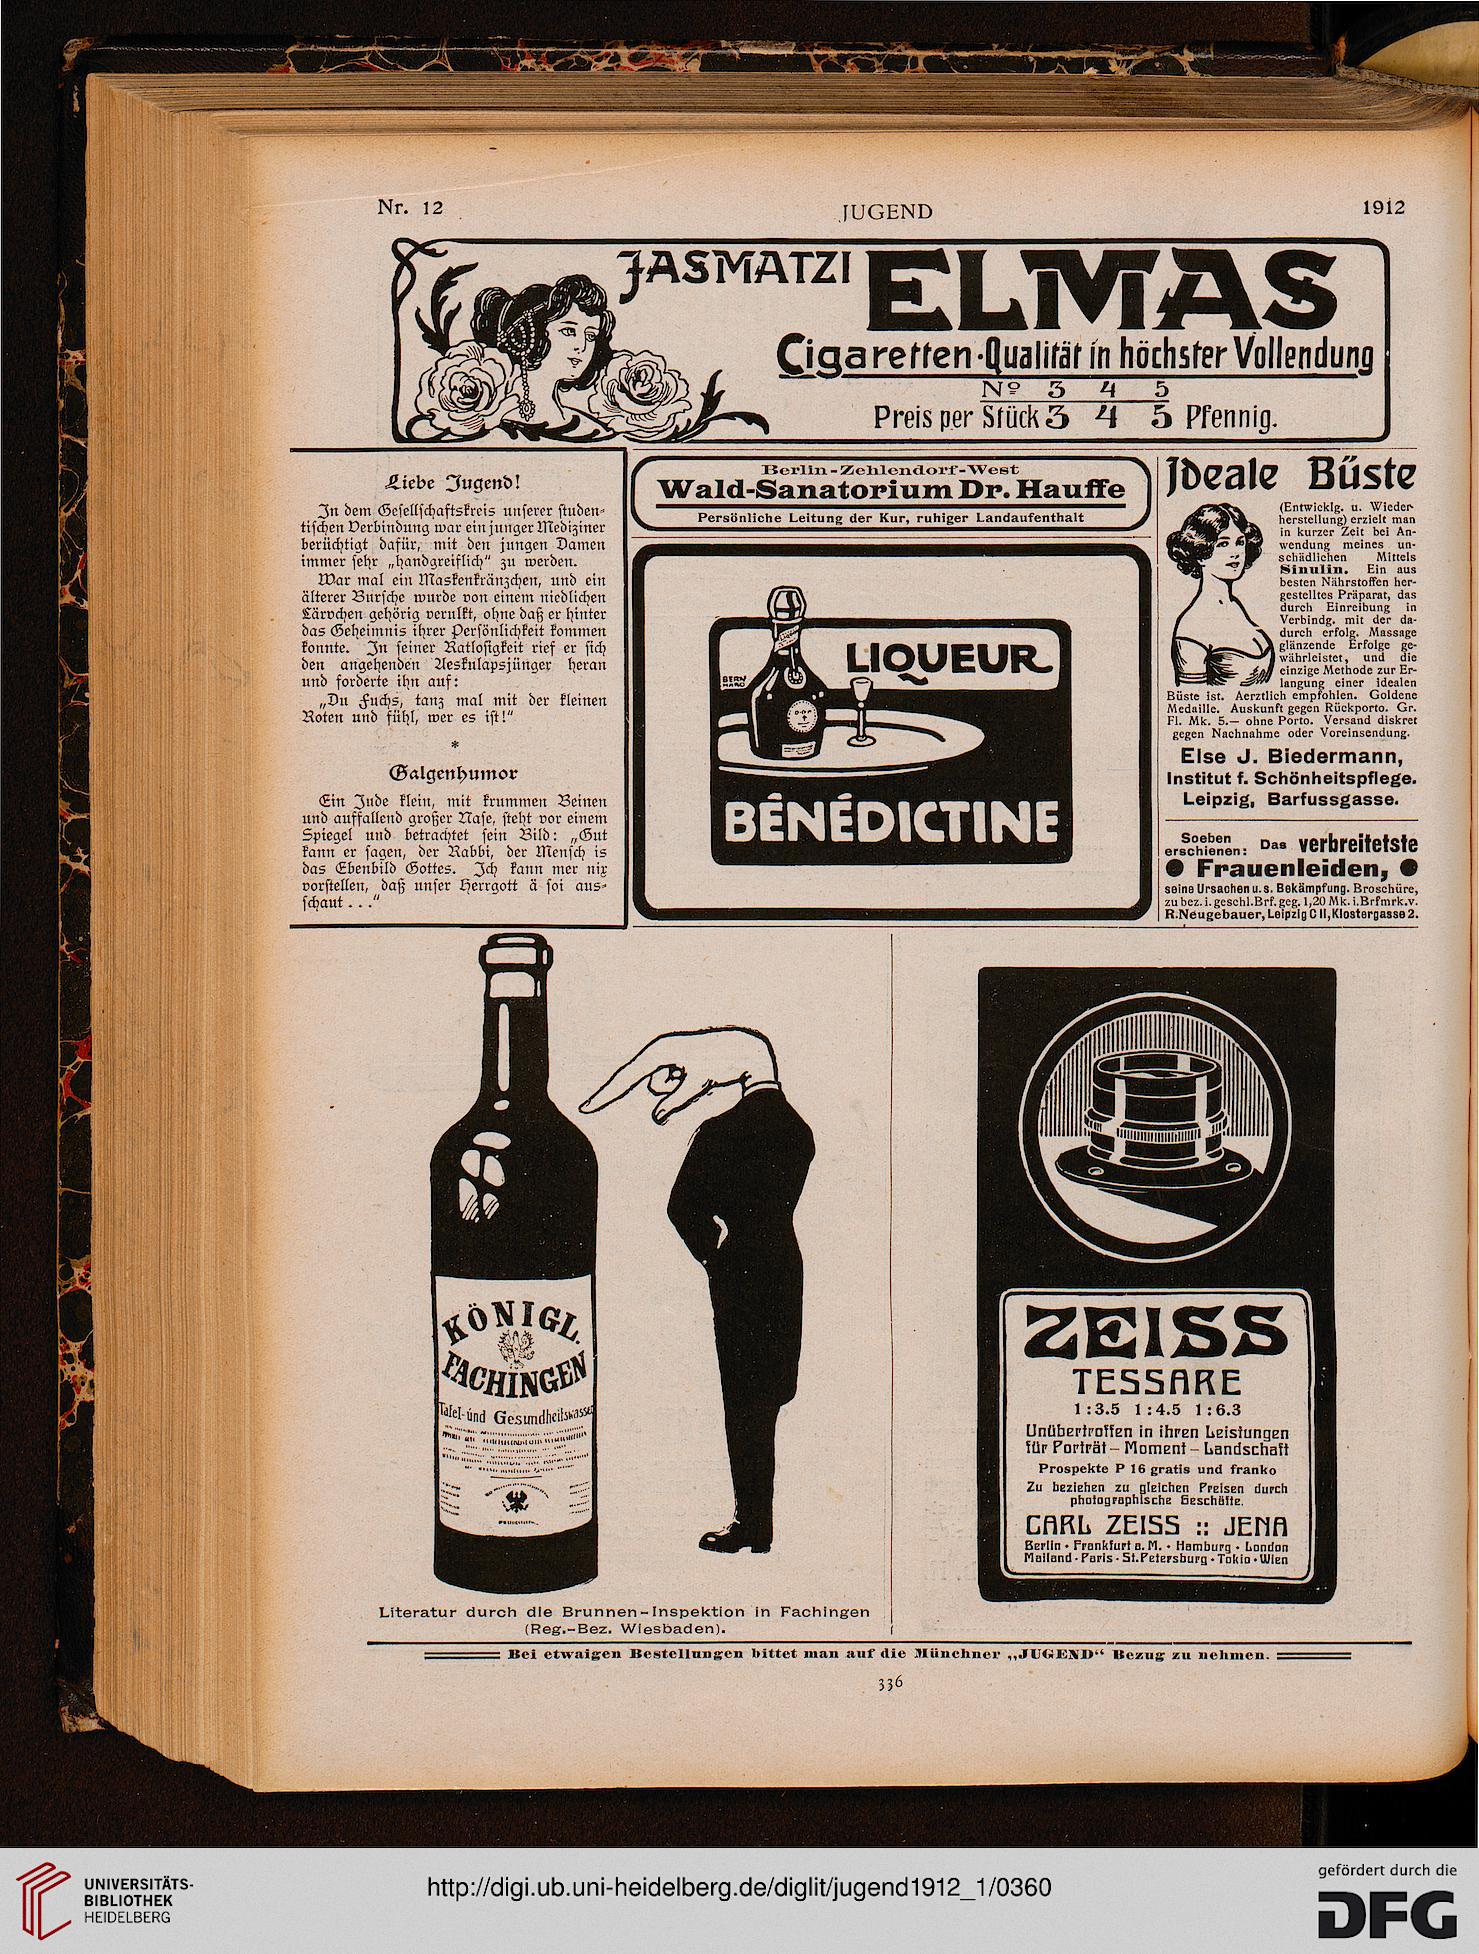 Nr. 12
JUGEND
1912
JASMATZI ELMAS
Cigaretten-Qualität in höchster Vollendung
No 3 4 5
Preis per Stück 3 4 5 Pfennig.
Liebe Jugend!
In dem Gesellschaftskreis unserer studen-
tischen Verbindung war ein junger Mediziner
berüchtigt dafür, mit den jungen Damen
immer sehr „handgreiflich“ zu werden.
War mal ein Maskenkränzchen, und ein
älterer Bursche wurde von einem niedlichen
Lärvchen gehörig verulkt, ohne daß er hinter
das Geheimnis ihrer Persönlichkeit kommen
konnte. In seiner Ratlosigkeit rief er sich
den angehenden Aeskulapsjünger heran
und forderte ihn auf:
„Du Fuchs, tanz mal mit der kleinen
Roten und fühl, wer es ist!“
*
Galgenhumor
Ein Jude klein, mit krummen Beinen
und auffallend großer Nase, steht vor einem
Spiegel und betrachtet sein Bild: „Gut
kann er sagen, der Rabbi, der Mensch is
das Ebenbild Gottes. Ich kann mer nix
vorstellen, daß unser Herrgott ä soi aus-
schaut . . .“
Berlin-Zehlendorf-West
Wald-Sanatorium Dr. Hauffe
Persönliche Leitung der Kur, ruhiger Landaufenthalt
LIQUEUR
BERN
HARD
BÉNÉDICTINE
Ideale Büste
(Entwicklg. u. Wieder-
herstellung) erzielt man
in kurzer Zeit bei An-
wendung meines un-
schädlichen Mittels
Sinulin. Ein aus
besten Nährstoffen her-
gestelltes Präparat, das
durch Einreibung in
Verbindg. mit der da-
durch erfolg. Massage
glänzende Erfolge ge-
währleistet, und die
einzige Methode zur Er-
langung einer idealen
Büste ist. Aerztlich empfohlen. Goldene
Medaille. Auskunft gegen Rückporto. Gr.
Fl. Mk. 5.— ohne Porto. Versand diskret
gegen Nachnahme oder Voreinsendung.
Else J. Biedermann,
Institut f. Schönheitspflege.
Leipzig, Barfussgasse.
Soeben
erschienen: Das verbreitetste
Frauenleiden,
seine Ursachen u. s. Bekämpfung. Broschüre,
zu bez. i. geschl. Brf. geg. 1,20 Mk. i. Brfmrk. v.
R. Neugebauer, Leipzig C II, Klostergasse 2.
KÖNIGL.
FACHINGEN
Tafel- und Gesundheitswasser
Literatur durch die Brunnen-Inspektion in Fachingen
(Reg.-Bez. Wiesbaden).
ZEISS
TESSARE
1:3.5 1:4.5 1:6.3
Unübertroffen in ihren Leistungen
für Porträt – Moment – Landschaft
Prospekte P 16 gratis und franko
Zu beziehen zu gleichen Preisen durch
photographische Geschäfte.
CARL ZEISS :: JENA
Berlin • Frankfurt a. M. • Hamburg • London
Mailand • Paris • St. Petersburg • Tokio • Wien
Bei etwaigen Bestellungen bittet man auf die Münchner „JUGEND“ Bezug zu nehmen.
336
UNIVERSITÄTS-
BIBLIOTHEK
HEIDELBERG
http://digi.ub.uni-heidelberg.de/diglit/jugend1912_1/0360
gefördert durch die
DFG